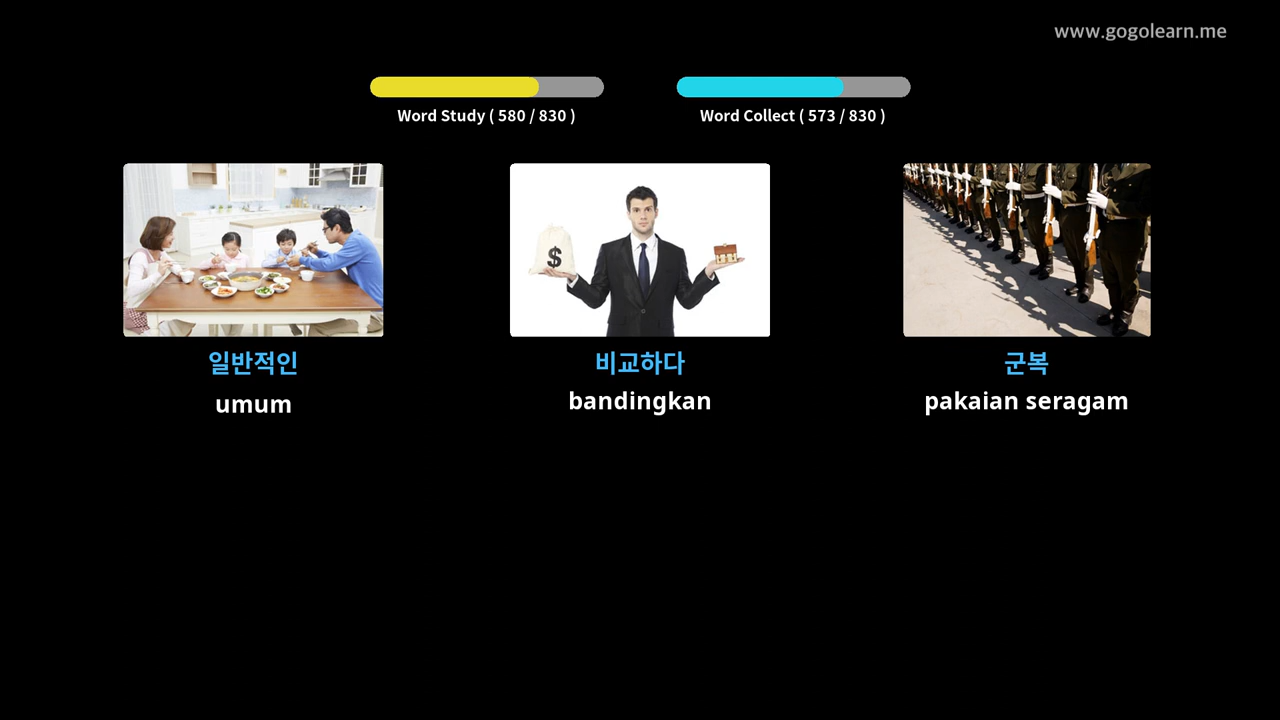 www.gogolearn.me
Word Study ( 580 / 830 )
Word Collect ( 573 / 830 )
$
일반적인
비교하다
군복
umum
bandingkan
pakaian seragam